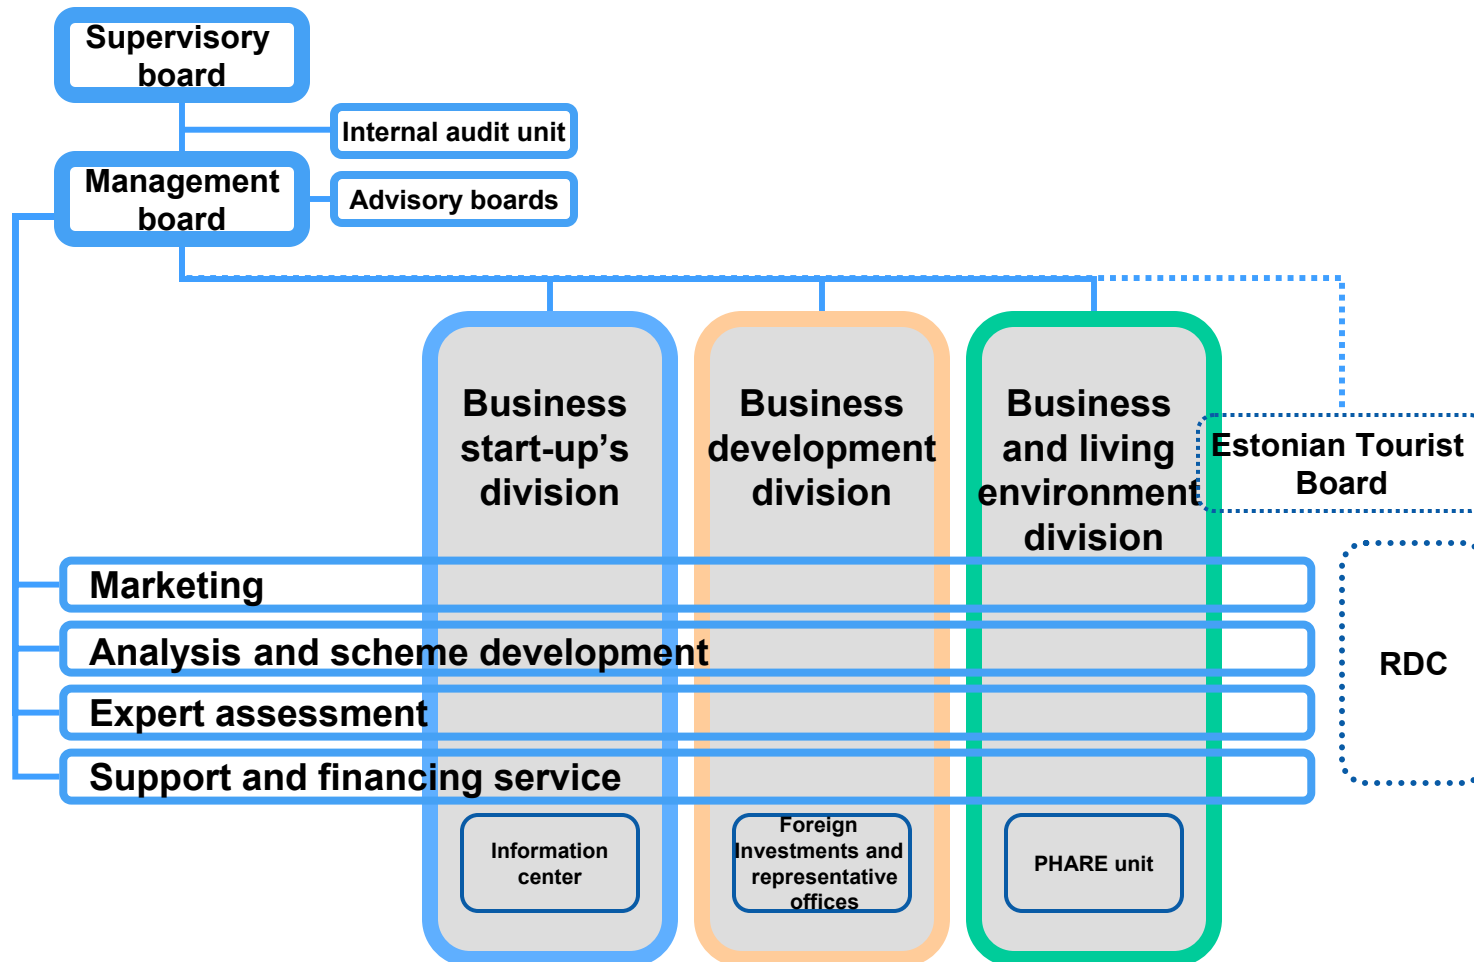 Supervisory
board
Internal audit unit
Management
board
Advisory boards
Business
start-up’s
division
Business
development
division
Business
and living
environment
division
Estonian Tourist
Board
Marketing
Analysis and scheme development
Expert assessment
Support and financing service
RDC
Information
center
Foreign
Investments and
representative
offices
PHARE unit